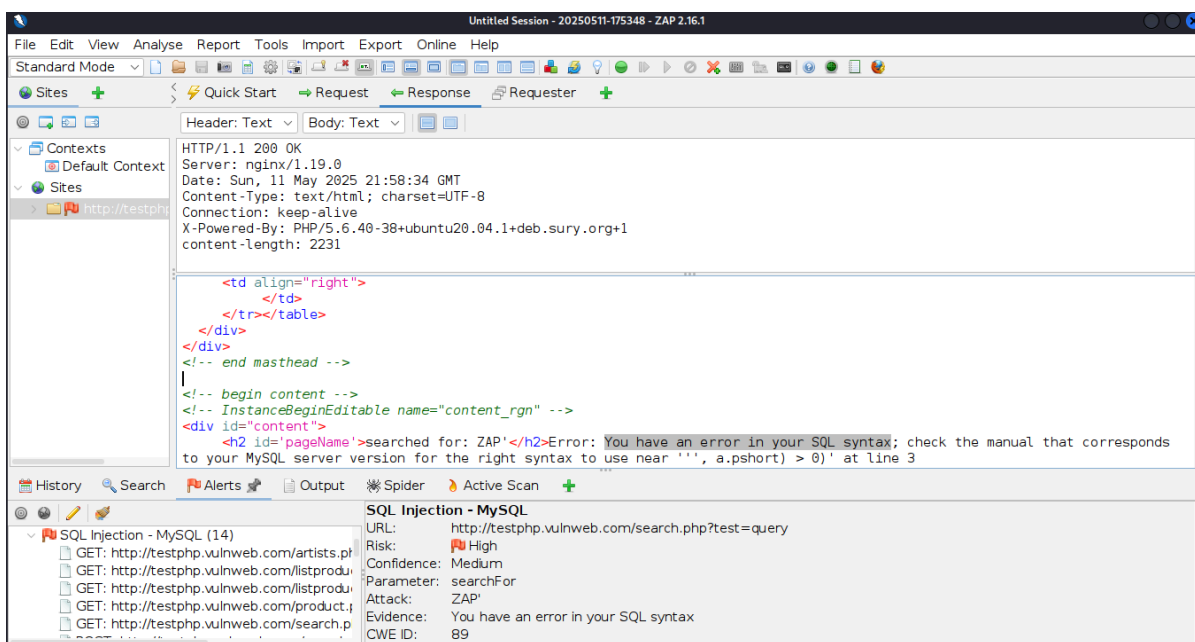 Untitled Session - 20250511-175348 - ZAP 2.16.1
File Edit View Analyse Report Tools Import Export Online Help
Standard Mode
Sites
Quick Start Request Response Requester
Header: Text Body: Text
Contexts
Default Context
Sites
http://testphp
HTTP/1.1 200 OK
Server: nginx/1.19.0
Date: Sun, 11 May 2025 21:58:34 GMT
Content-Type: text/html; charset=UTF-8
Connection: keep-alive
X-Powered-By: PHP/5.6.40-38+ubuntu20.04.1+deb.sury.org+1
content-length: 2231
<td align="right">
</td>
</tr></table>
</div>
</div>
<!-- end masthead -->
<!-- begin content -->
<!-- InstanceBeginEditable name="content_rgn" -->
<div id="content">
<h2 id='pageName'>searched for: ZAP'</h2>Error: You have an error in your SQL syntax; check the manual that corresponds
to your MySQL server version for the right syntax to use near ''', a.pshort) > 0)' at line 3
History Search Alerts Output Spider Active Scan
SQL Injection - MySQL (14)
GET: http://testphp.vulnweb.com/artists.ph
GET: http://testphp.vulnweb.com/listprodu
GET: http://testphp.vulnweb.com/listprodu
GET: http://testphp.vulnweb.com/product.p
GET: http://testphp.vulnweb.com/search.p
SQL Injection - MySQL
URL: http://testphp.vulnweb.com/search.php?test=query
Risk: High
Confidence: Medium
Parameter: searchFor
Attack: ZAP'
Evidence: You have an error in your SQL syntax
CWE ID: 89